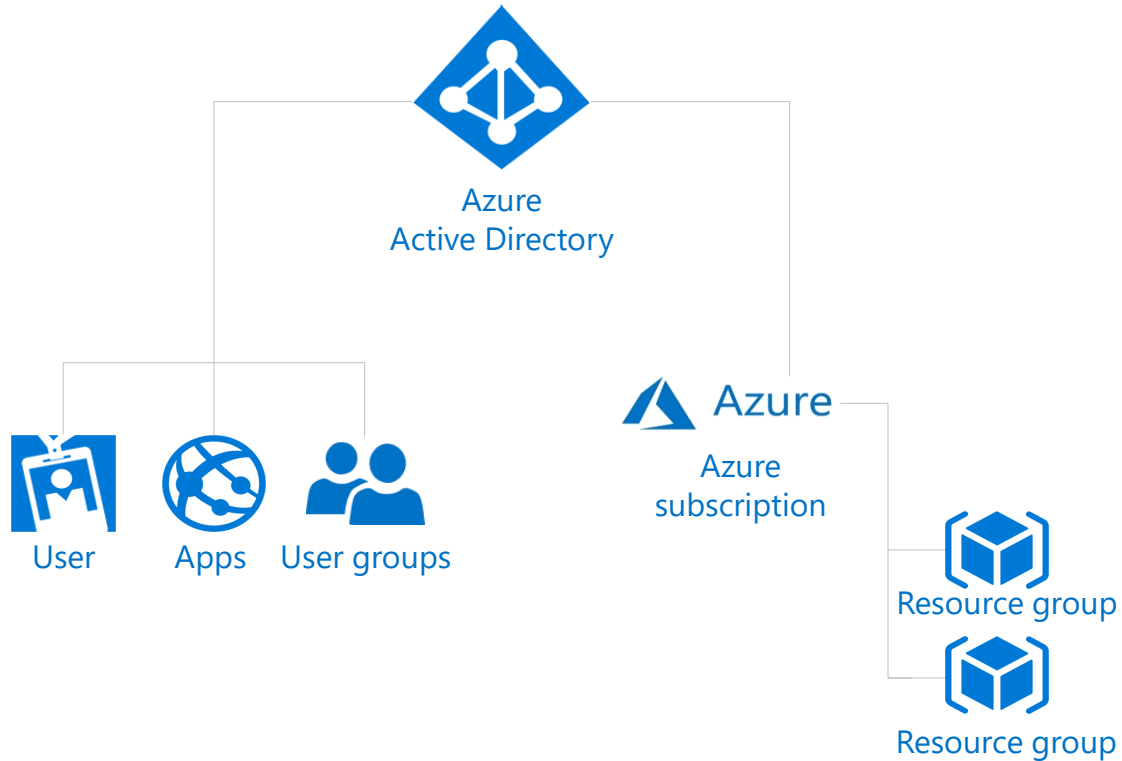 Azure
Active Directory
Azure
Azure
subscription
User
Apps
User groups
Resource group
Resource group